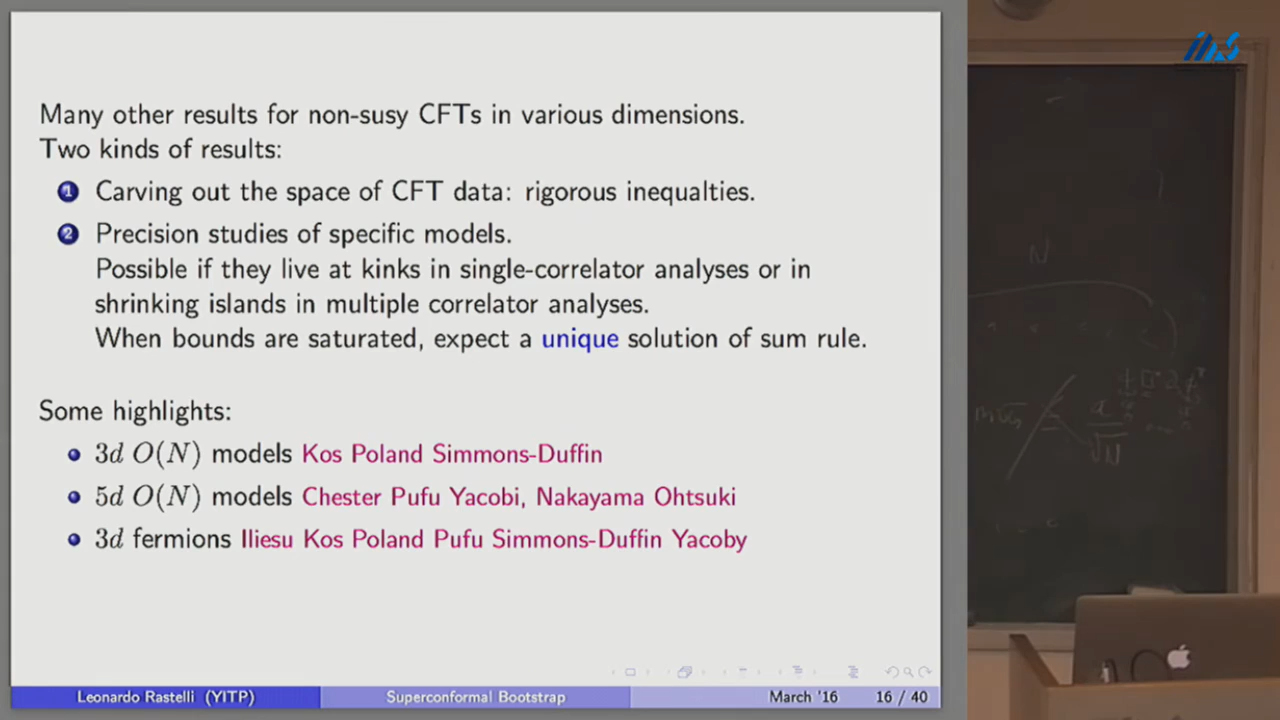 Many other results for non-susy CFTs in various dimensions.
Two kinds of results:
1 Carving out the space of CFT data: rigorous inequalties.
2 Precision studies of specific models.
Possible if they live at kinks in single-correlator analyses or in
shrinking islands in multiple correlator analyses.
When bounds are saturated, expect a unique solution of sum rule.
Some highlights:
• 3d O(N) models Kos Poland Simmons-Duffin
• 5d O(N) models Chester Pufu Yacobi, Nakayama Ohtsuki
• 3d fermions Iliesu Kos Poland Pufu Simmons-Duffin Yacoby
Leonardo Rastelli (YITP) Superconformal Bootstrap March '16 16 / 40
ihes
N